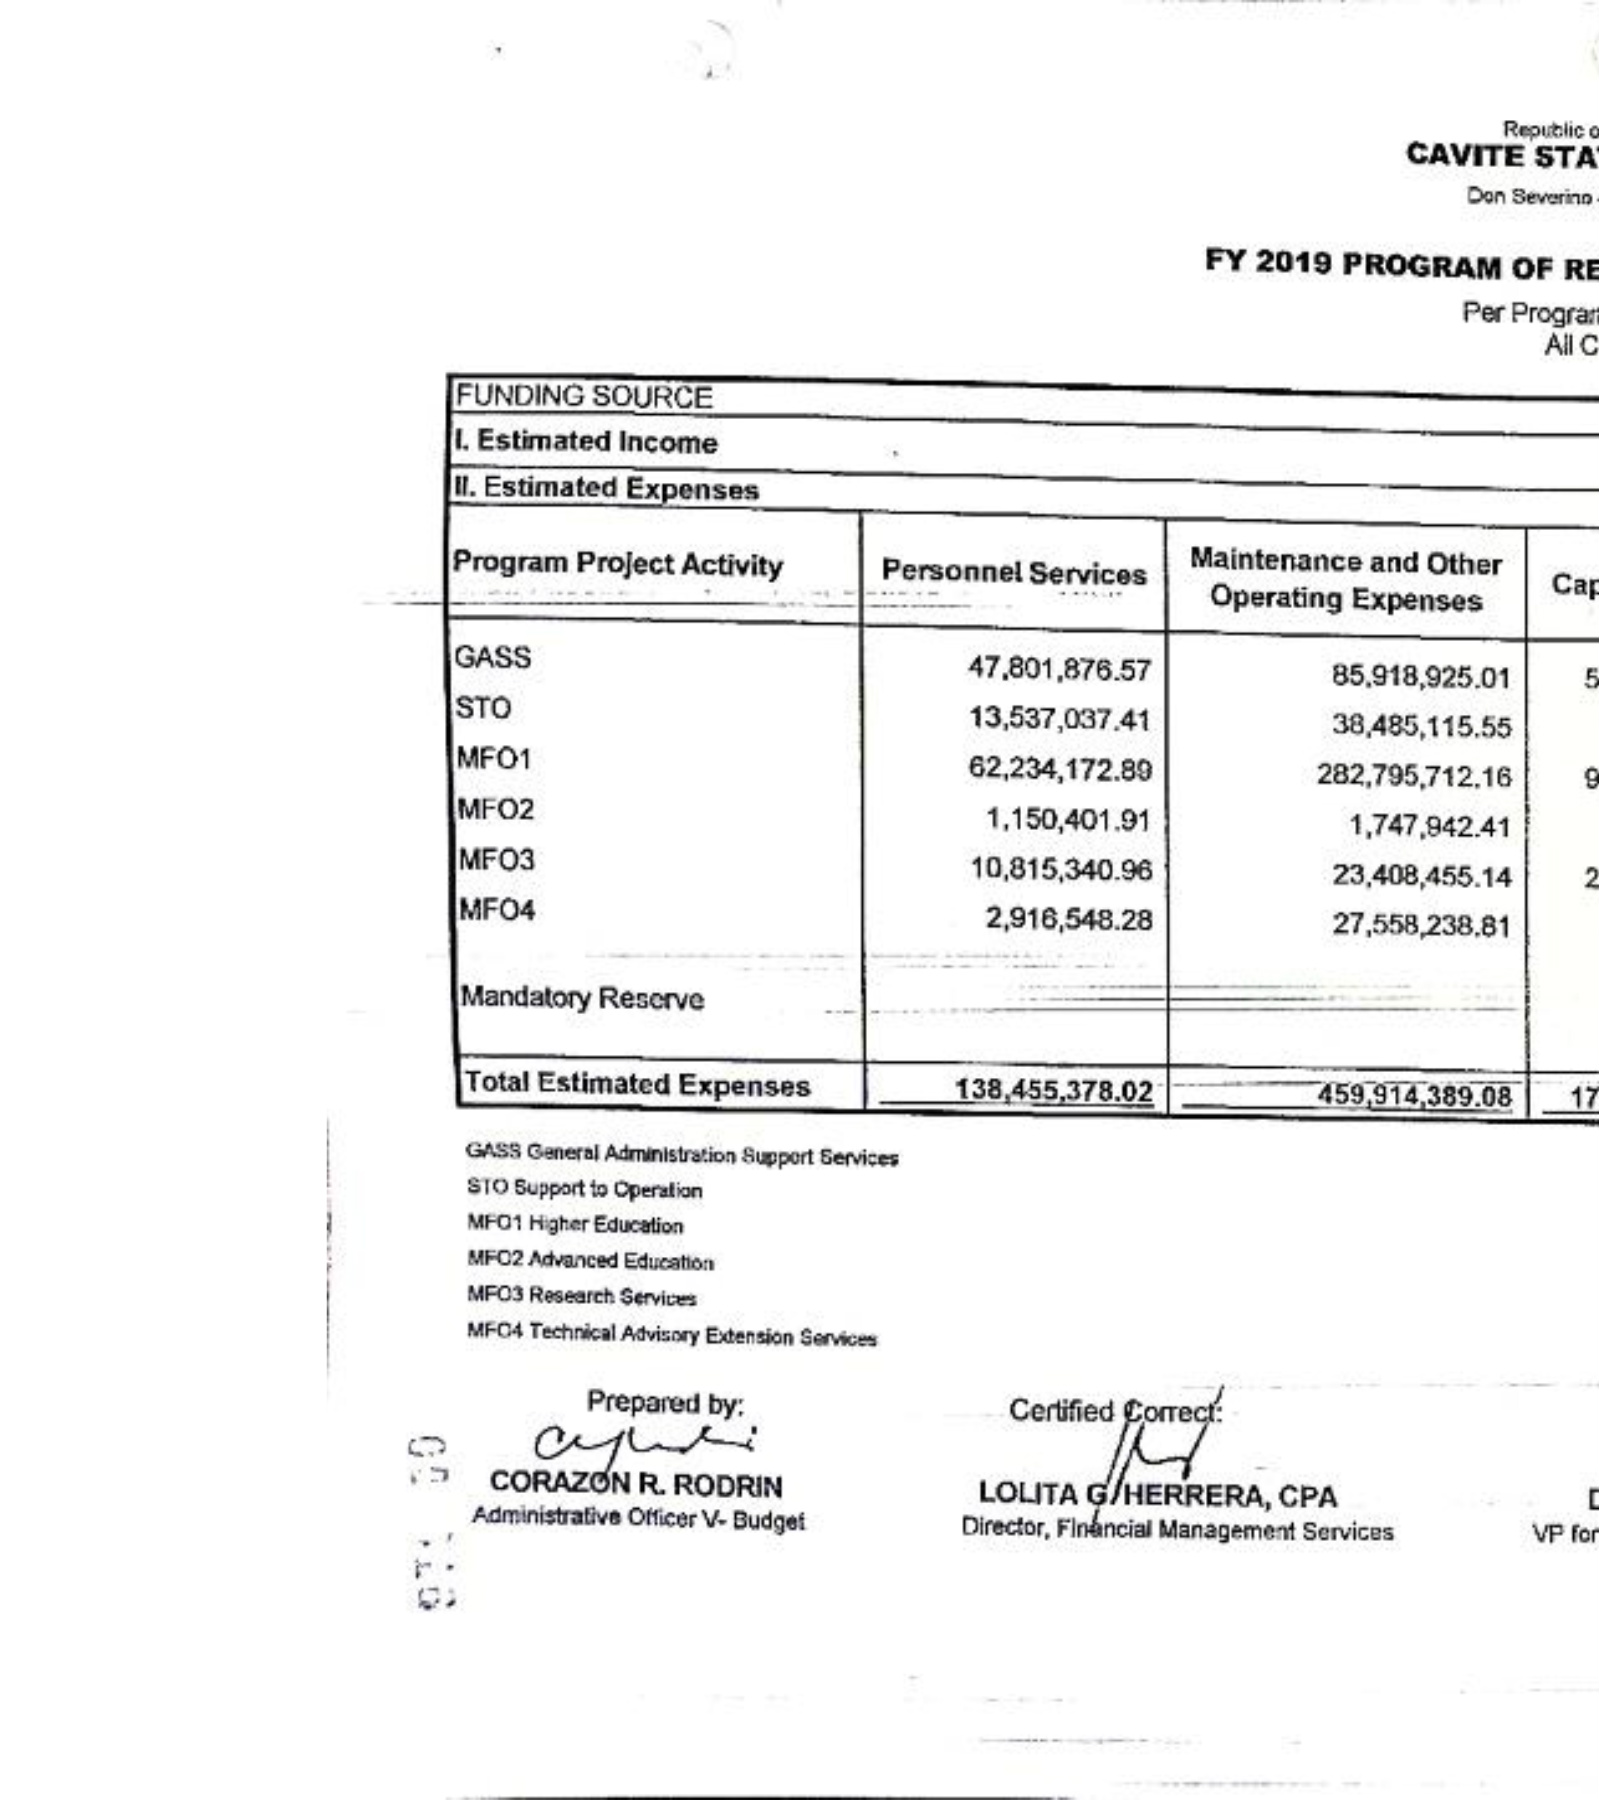 Republic o
CAVITE STA
Don Severino
FY 2019 PROGRAM OF RE
Per Program
All C
FUNDING SOURCE
I. Estimated Income
II. Estimated Expenses
Program Project Activity Personnel Services Maintenance and Other Operating Expenses Cap
GASS 47,801,876.57 85,918,925.01 5
STO 13,537,037.41 38,485,115.55
MFO1 62,234,172.89 282,795,712.16 9
MFO2 1,150,401.91 1,747,942.41
MFO3 10,815,340.96 23,408,455.14 2
MFO4 2,916,548.28 27,558,238.81
Mandatory Reserve
Total Estimated Expenses 138,455,378.02 459,914,389.08 17
GASS General Administration Support Services
STO Support to Operation
MFO1 Higher Education
MFO2 Advanced Education
MFO3 Research Services
MFO4 Technical Advisory Extension Services
Prepared by: Certified Correct:
CORAZON R. RODRIN LOLITA G. HERRERA, CPA
Administrative Officer V- Budget Director, Financial Management Services VP for